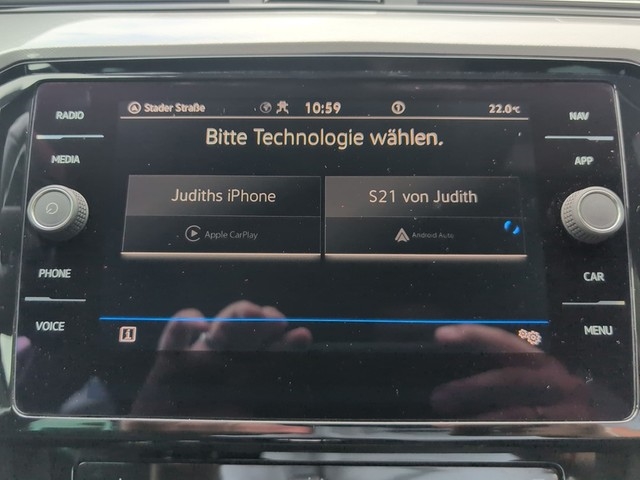 RADIO
MEDIA
PHONE
VOICE
Stader Straße
10:59
1
22.0°C
Bitte Technologie wählen.
Judiths iPhone
Apple CarPlay
S21 von Judith
Android Auto
i
NAV
APP
CAR
MENU